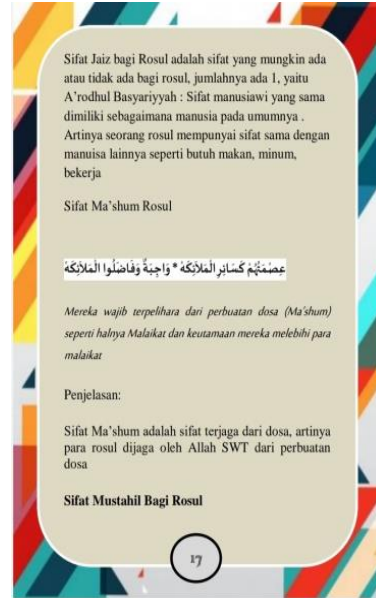 Sifat Jaiz bagi Rosul adalah sifat yang mungkin ada
atau tidak ada bagi rosul, jumlahnya ada 1, yaitu
A'rodhul Basyariyyah : Sifat manusiawi yang sama
dimiliki sebagaimana manusia pada umumnya .
Artinya seorang rosul mempunyai sifat sama dengan
manuisa lainnya seperti butuh makan, minum,
bekerja
Sifat Ma'shum Rosul
عِصْمَتُهُمْ كَسَائِرِ الْمَلاَئِكَهْ * وَاجِبَةٌ وَفَاضَلُوا الْمَلاَئِكَهْ
Mereka wajib terpelihara dari perbuatan dosa (Ma'shum)
seperti halnya Malaikat dan keutamaan mereka melebihi para
malaikat
Penjelasan:
Sifat Ma'shum adalah sifat terjaga dari dosa, artinya
para rosul dijaga oleh Allah SWT dari perbuatan
dosa
Sifat Mustahil Bagi Rosul
17